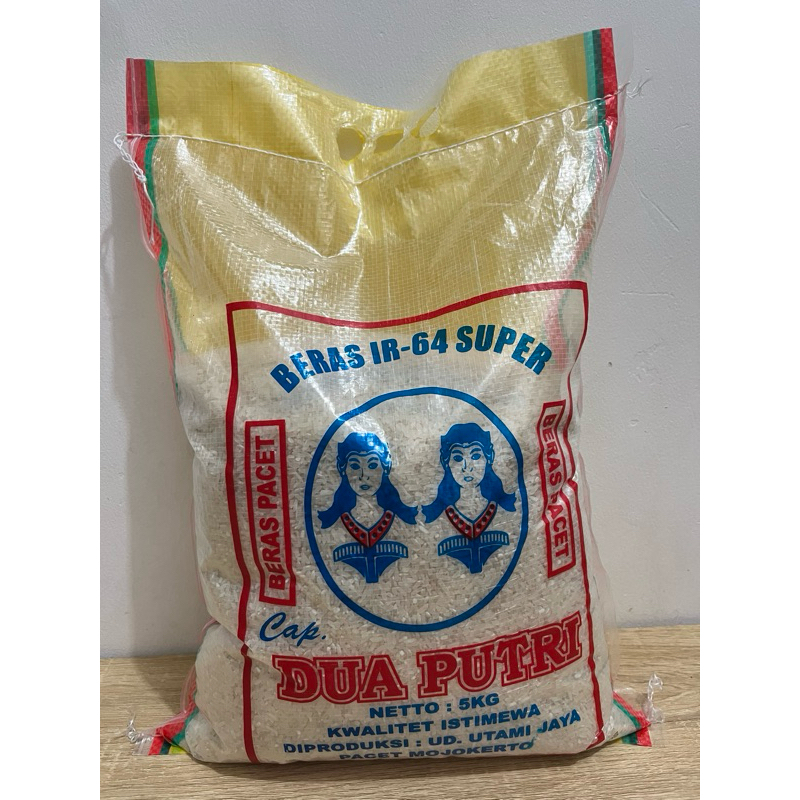 BERAS IR-64 SUPER
BERAS PACET
BERAS PACET
Cap.
DUA PUTRI
NETTO : 5KG
KWALITET ISTIMEWA
DIPRODUKSI : UD. UTAMI JAYA
PACET MOJOKERTO